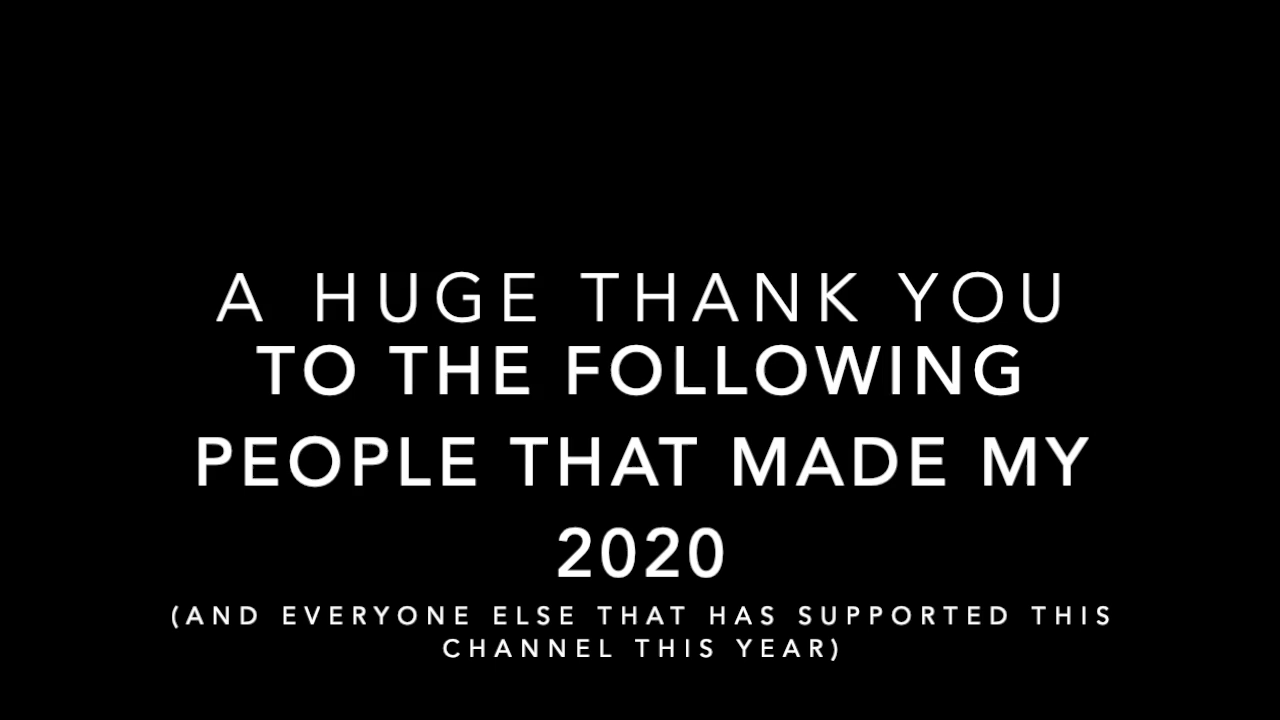 A HUGE THANK YOU
TO THE FOLLOWING
PEOPLE THAT MADE MY
2020
(AND EVERYONE ELSE THAT HAS SUPPORTED THIS
CHANNEL THIS YEAR)